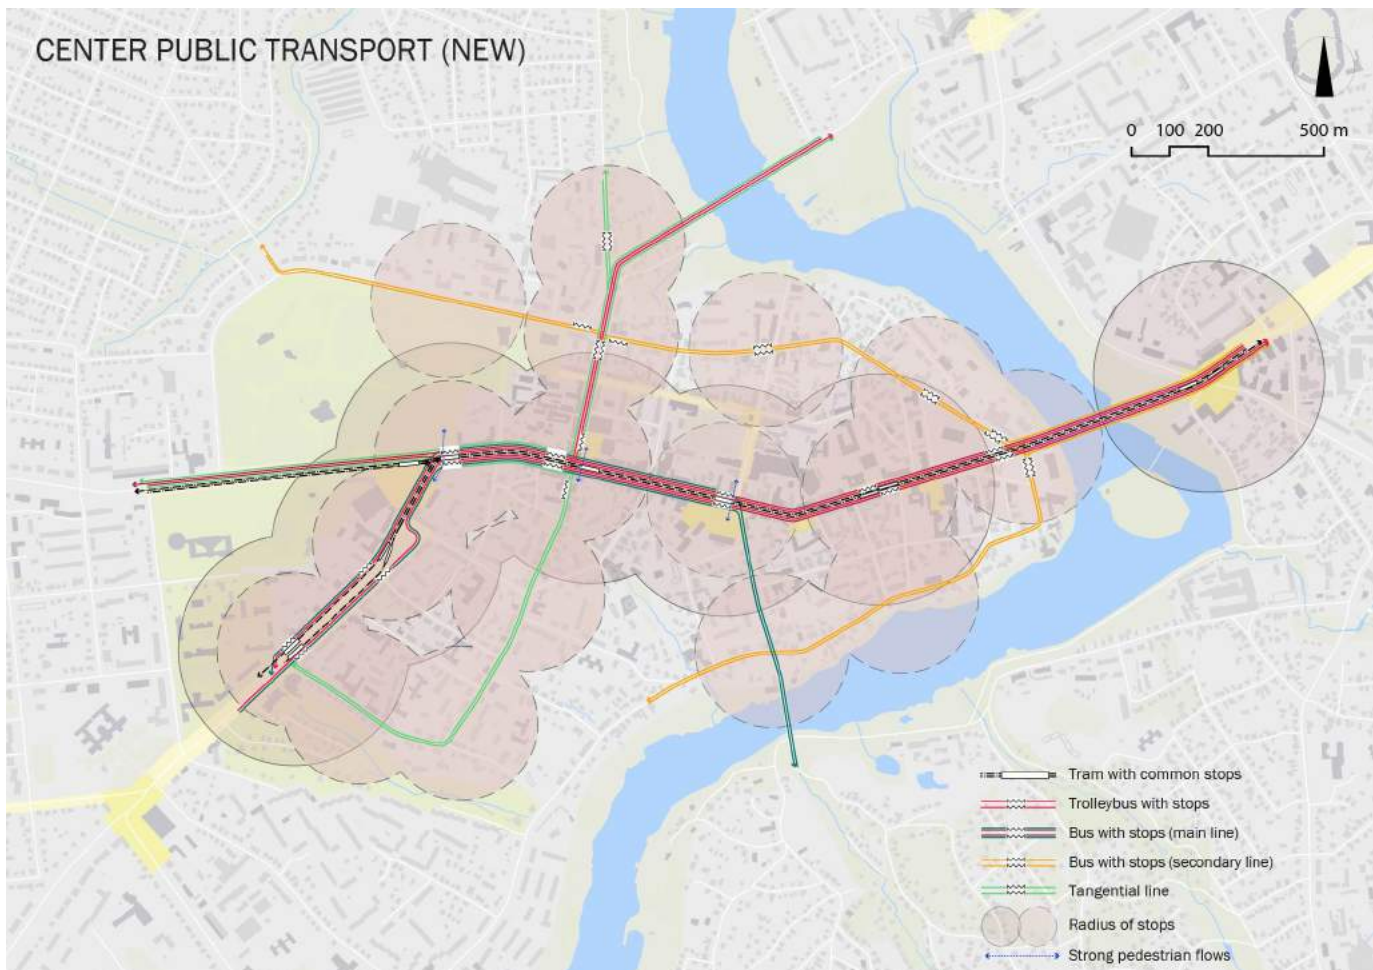 CENTER PUBLIC TRANSPORT (NEW)
0 100 200 500 m
Tram with common stops
Trolleybus with stops
Bus with stops (main line)
Bus with stops (secondary line)
Tangential line
Radius of stops
Strong pedestrian flows